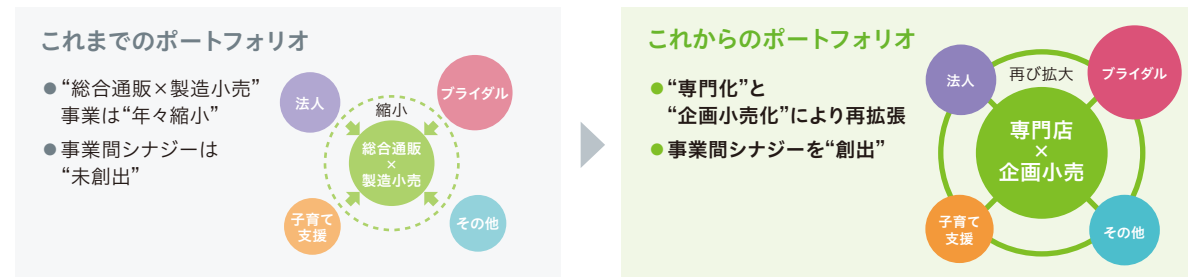 これまでのポートフォリオ
●“総合通販×製造小売”
事業は“年々縮小”
●事業間シナジーは
“未創出”
法人
ブライダル
縮小
総合通販
×
製造小売
子育て
支援
その他
これからのポートフォリオ
●“専門化”と
“企画小売化”により再拡張
●事業間シナジーを“創出”
法人
再び拡大
ブライダル
専門店
×
企画小売
子育て
支援
その他